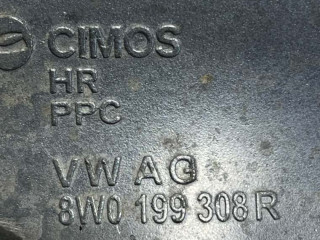 CIMOS
HR
PPC
VW AG
8W0 199 308 R